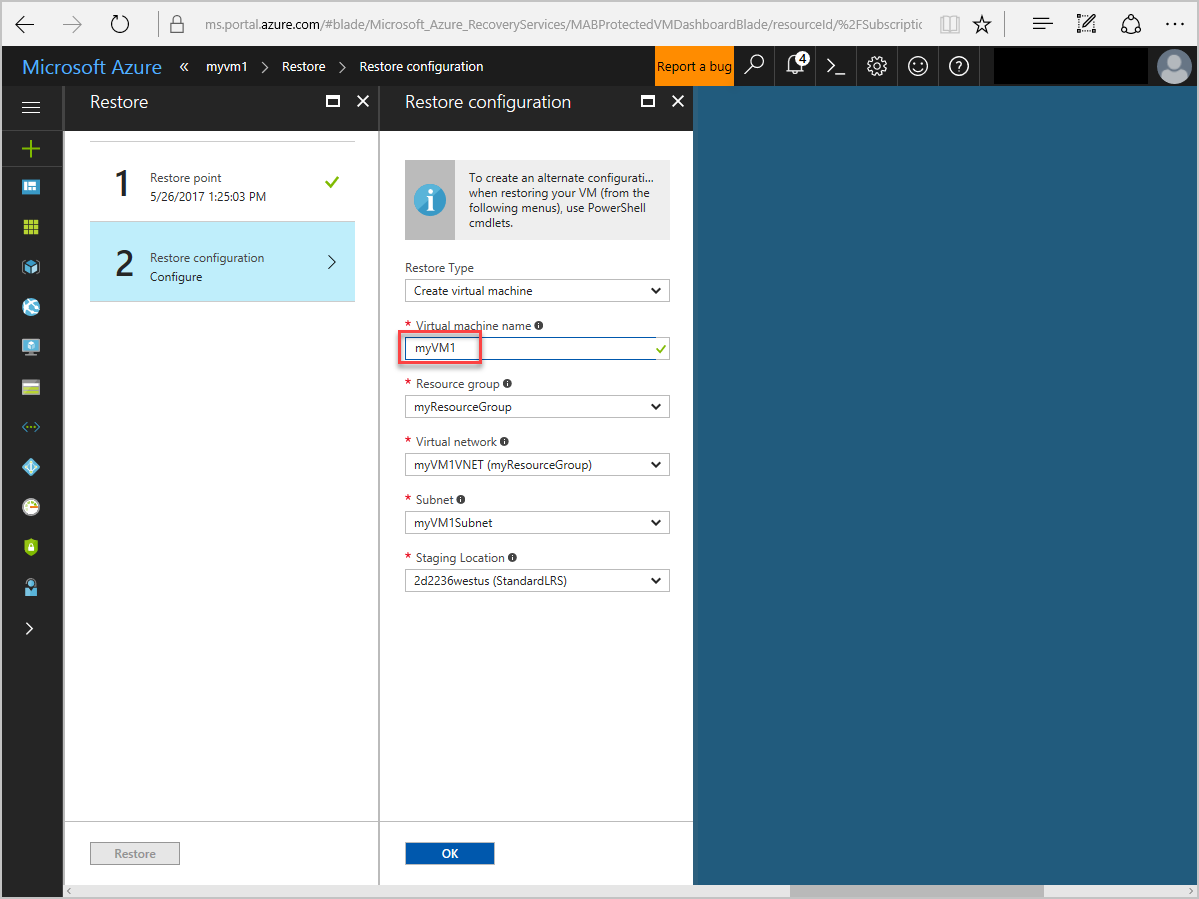 ms.portal.azure.com/#blade/Microsoft_Azure_RecoveryServices/MABProtectedVMDashboardBlade/resourceId/%2FSubscriptic
Microsoft Azure « myvm1 > Restore > Restore configuration
Report a bug
4
Restore
Restore configuration
1
Restore point
5/26/2017 1:25:03 PM
2
Restore configuration
Configure
To create an alternate configurati...
when restoring your VM (from the
following menus), use PowerShell
cmdlets.
Restore Type
Create virtual machine
* Virtual machine name
myVM1
* Resource group
myResourceGroup
* Virtual network
myVM1VNET (myResourceGroup)
* Subnet
myVM1Subnet
* Staging Location
2d2236westus (StandardLRS)
Restore
OK